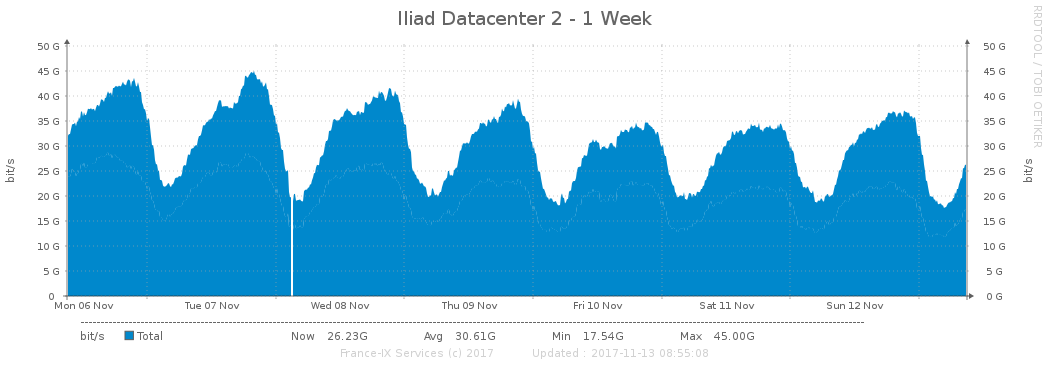 Iliad Datacenter 2 - 1 Week
RRDTOOL / TOBI OETIKER
bit/s
50 G
45 G
40 G
35 G
30 G
25 G
20 G
15 G
10 G
5 G
0
50 G
45 G
40 G
35 G
30 G
25 G
20 G
15 G
10 G
5 G
0 G
bit/s
Mon 06 Nov Tue 07 Nov Wed 08 Nov Thu 09 Nov Fri 10 Nov Sat 11 Nov Sun 12 Nov
bit/s Total Now 26.23G Avg 30.61G Min 17.54G Max 45.00G
France-IX Services (c) 2017 Updated : 2017-11-13 08:55:08